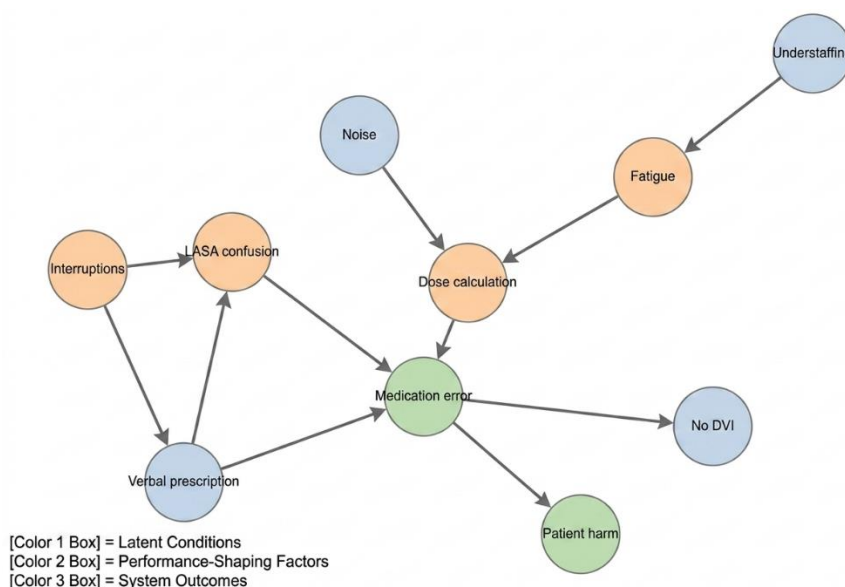 Understaffin
Noise
Fatigue
LASA confusion
Interruptions
Dose calculation
Medication error
No DVI
Verbal prescription
Patient harm
[Color 1 Box] = Latent Conditions
[Color 2 Box] = Performance-Shaping Factors
[Color 3 Box] = System Outcomes